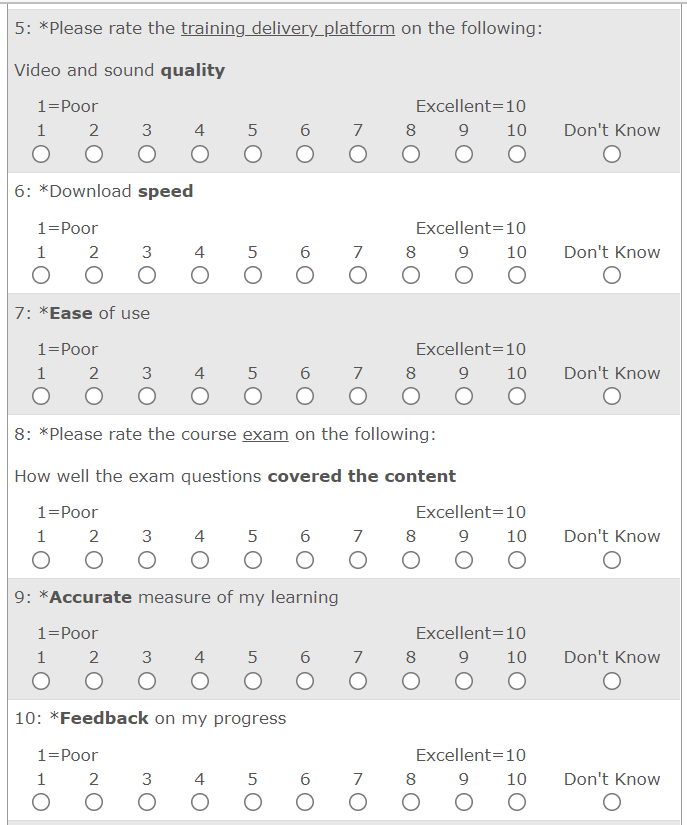 5: *Please rate the training delivery platform on the following:
Video and sound quality
1=Poor Excellent=10
1 2 3 4 5 6 7 8 9 10 Don't Know
6: *Download speed
1=Poor Excellent=10
1 2 3 4 5 6 7 8 9 10 Don't Know
7: *Ease of use
1=Poor Excellent=10
1 2 3 4 5 6 7 8 9 10 Don't Know
8: *Please rate the course exam on the following:
How well the exam questions covered the content
1=Poor Excellent=10
1 2 3 4 5 6 7 8 9 10 Don't Know
9: *Accurate measure of my learning
1=Poor Excellent=10
1 2 3 4 5 6 7 8 9 10 Don't Know
10: *Feedback on my progress
1=Poor Excellent=10
1 2 3 4 5 6 7 8 9 10 Don't Know